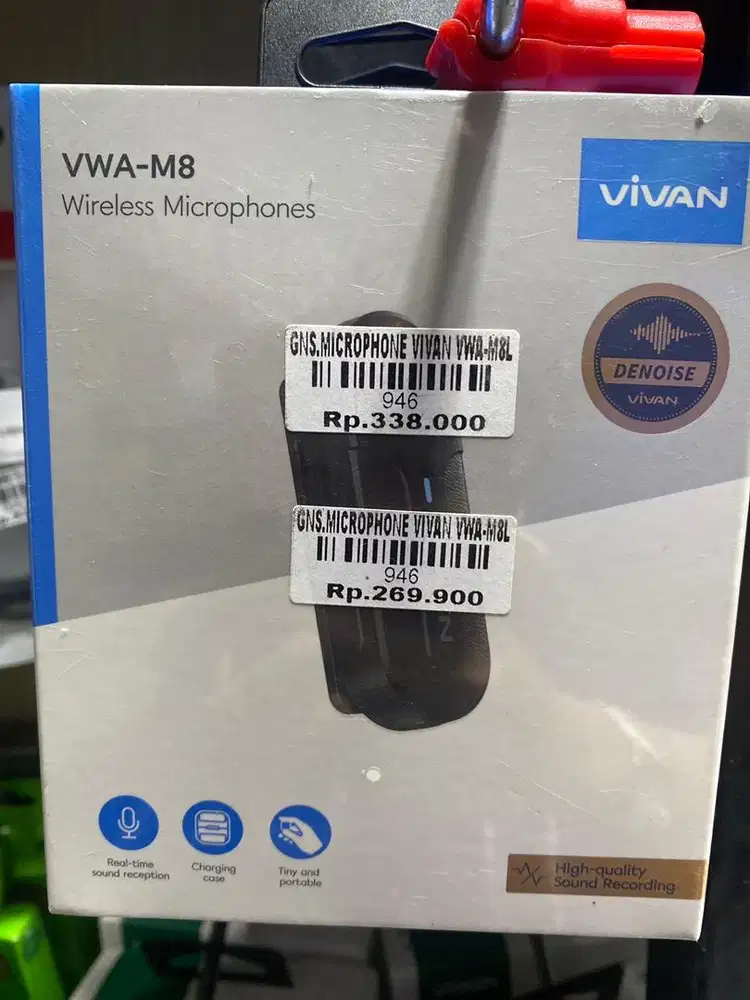 VWA-M8
Wireless Microphones
ViVAN
DENOISE
ViVAN
GNS.MICROPHONE VIVAN VWA-M8L
946
Rp.338.000
GNS.MICROPHONE VIVAN VWA-M8L
946
Rp.269.900
Real-time
sound reception
Charging
case
Tiny and
portable
High-quality
Sound Recording